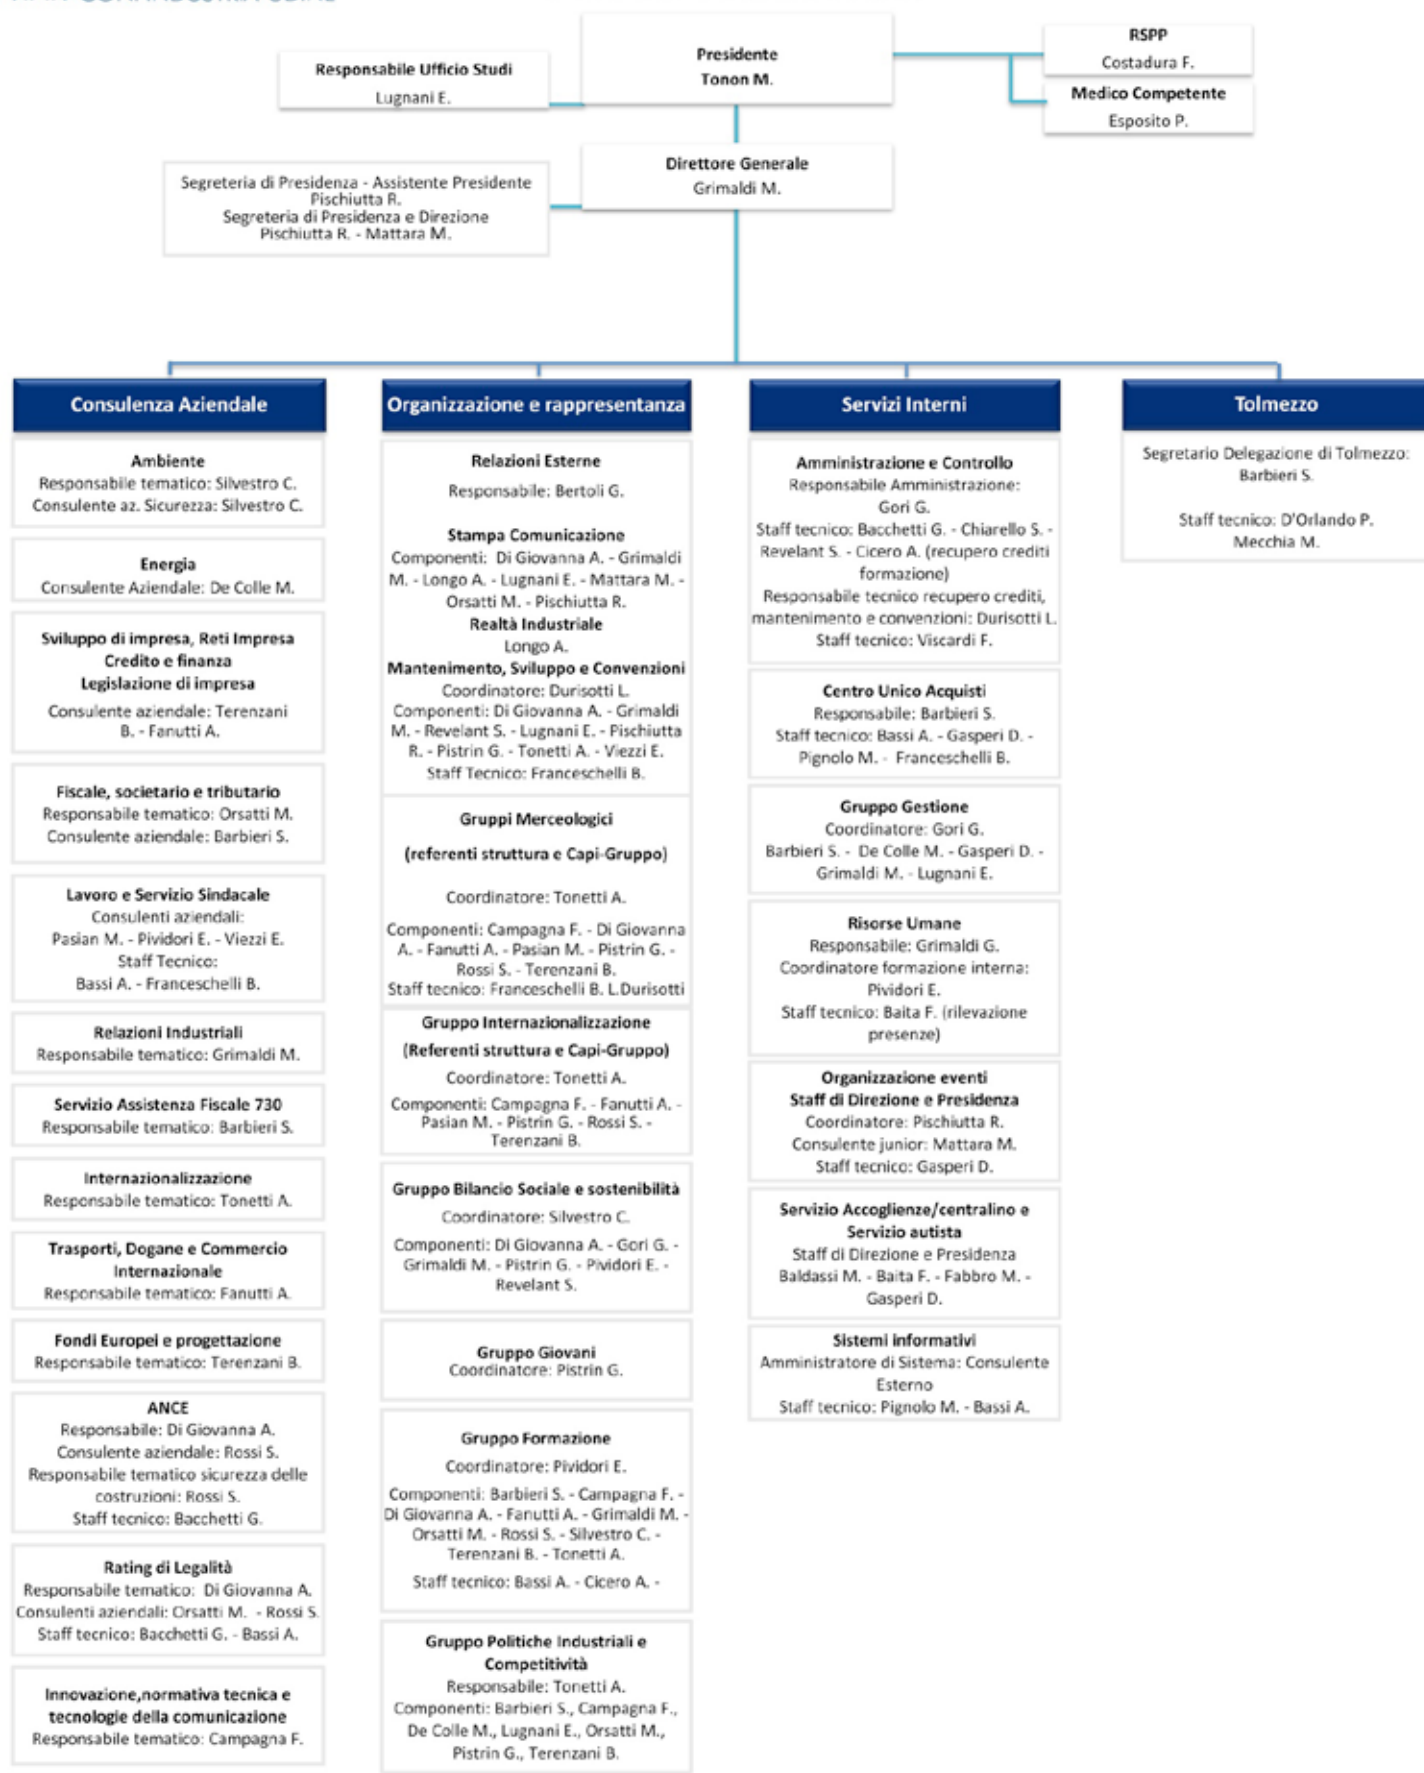 Responsabile Ufficio Studi
Lugnani E.
Presidente
Tonon M.
RSPP
Costadura F.
Medico Competente
Esposito P.
Direttore Generale
Grimaldi M.
Segreteria di Presidenza - Assistente Presidente
Pischiutta R.
Segreteria di Presidenza e Direzione
Pischiutta R. - Mattara M.
Consulenza Aziendale
Ambiente
Responsabile tematico: Silvestro C.
Consulente az. Sicurezza: Silvestro C.
Energia
Consulente Aziendale: De Colle M.
Sviluppo di impresa, Reti Impresa
Credito e finanza
Legislazione di impresa
Consulente aziendale: Terenzani
B. - Fanutti A.
Fiscale, societario e tributario
Responsabile tematico: Orsatti M.
Consulente aziendale: Barbieri S.
Lavoro e Servizio Sindacale
Consulenti aziendali:
Pasian M. - Pividori E. - Viezzi E.
Staff Tecnico:
Bassi A. - Franceschelli B.
Relazioni Industriali
Responsabile tematico: Grimaldi M.
Servizio Assistenza Fiscale 730
Responsabile tematico: Barbieri S.
Internazionalizzazione
Responsabile tematico: Tonetti A.
Trasporti, Dogane e Commercio
Internazionale
Responsabile tematico: Fanutti A.
Fondi Europei e progettazione
Responsabile tematico: Terenzani B.
ANCE
Responsabile: Di Giovanna A.
Consulente aziendale: Rossi S.
Responsabile tematico sicurezza delle
costruzioni: Rossi S.
Staff tecnico: Bacchetti G.
Rating di Legalità
Responsabile tematico:  Di Giovanna A.
Consulenti aziendali: Orsatti M.  - Rossi S.
Staff tecnico: Bacchetti G. - Bassi A.
Innovazione,normativa tecnica e
tecnologie della comunicazione
Responsabile tematico: Campagna F.
Organizzazione e rappresentanza
Relazioni Esterne
Responsabile: Bertoli G.
Stampa Comunicazione
Componenti:  Di Giovanna A. - Grimaldi
M. - Longo A. - Lugnani E. - Mattara M. -
Orsatti M. - Pischiutta R.
Realtà Industriale
Longo A.
Mantenimento, Sviluppo e Convenzioni
Coordinatore: Durisotti L.
Componenti: Di Giovanna A. - Grimaldi
M. - Revelant S. - Lugnani E. - Pischiutta
R. - Pistrin G. - Tonetti A. - Viezzi E.
Staff Tecnico: Franceschelli B.
Gruppi Merceologici
(referenti struttura e Capi-Gruppo)
Coordinatore: Tonetti A.
Componenti: Campagna F. - Di Giovanna
A. - Fanutti A. - Pasian M. - Pistrin G. -
Rossi S. - Terenzani B.
Staff tecnico: Franceschelli B. L.Durisotti
Gruppo Internazionalizzazione
(Referenti struttura e Capi-Gruppo)
Coordinatore: Tonetti A.
Componenti: Campagna F. - Fanutti A. -
Pasian M. - Pistrin G. - Rossi S. -
Terenzani B.
Gruppo Bilancio Sociale e sostenibilità
Coordinatore: Silvestro C.
Componenti: Di Giovanna A. - Gori G. -
Grimaldi M. - Pistrin G. - Pividori E. -
Revelant S.
Gruppo Giovani
Coordinatore: Pistrin G.
Gruppo Formazione
Coordinatore: Pividori E.
Componenti: Barbieri S. - Campagna F. -
Di Giovanna A. - Fanutti A. - Grimaldi M. -
Orsatti M. - Rossi S. - Silvestro C. -
Terenzani B. - Tonetti A.
Staff tecnico: Bassi A. - Cicero A. -
Gruppo Politiche Industriali e
Competitività
Responsabile: Tonetti A.
Componenti: Barbieri S., Campagna F.,
De Colle M., Lugnani E., Orsatti M.,
Pistrin G., Terenzani B.
Servizi Interni
Amministrazione e Controllo
Responsabile Amministrazione:
Gori G.
Staff tecnico: Bacchetti G. - Chiarello S. -
Revelant S. - Cicero A. (recupero crediti
formazione)
Responsabile tecnico recupero crediti,
mantenimento e convenzioni: Durisotti L.
Staff tecnico: Viscardi F.
Centro Unico Acquisti
Responsabile: Barbieri S.
Staff tecnico: Bassi A. - Gasperi D. -
Pignolo M. -  Franceschelli B.
Gruppo Gestione
Coordinatore: Gori G.
Barbieri S. -  De Colle M. - Gasperi D. -
Grimaldi M. - Lugnani E.
Risorse Umane
Responsabile: Grimaldi G.
Coordinatore formazione interna:
Pividori E.
Staff tecnico: Baita F. (rilevazione
presenze)
Organizzazione eventi
Staff di Direzione e Presidenza
Coordinatore: Pischiutta R.
Consulente junior: Mattara M.
Staff tecnico: Gasperi D.
Servizio Accoglienze/centralino e
Servizio autista
Staff di Direzione e Presidenza
Baldassi M. - Baita F. - Fabbro M. -
Gasperi D.
Sistemi informativi
Amministratore di Sistema: Consulente
Esterno
Staff tecnico: Pignolo M. - Bassi A.
Tolmezzo
Segretario Delegazione di Tolmezzo:
Barbieri S.
Staff tecnico: D'Orlando P.
Mecchia M.